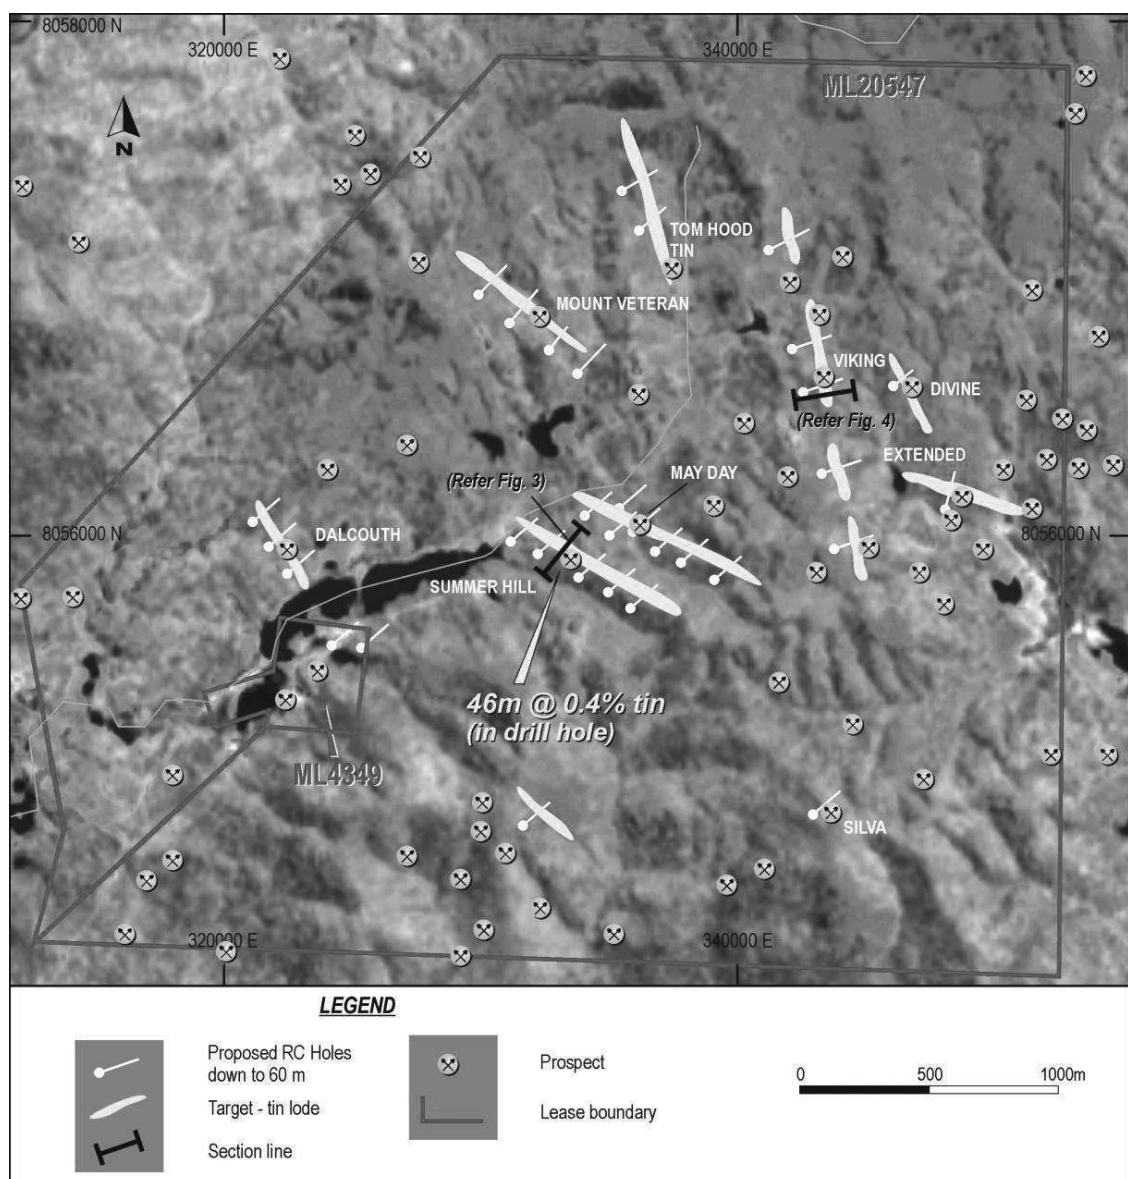 8058000 N
320000 E
340000 E
ML20547
N
TOM HOOD
TIN
MOUNT VETERAN
VIKING
DIVINE
(Refer Fig. 4)
EXTENDED
MAY DAY
(Refer Fig. 3)
8056000 N
DALCOUTH
8056000 N
SUMMER HILL
46m @ 0.4% tin
(in drill hole)
ML4349
SILVA
320000 E
340000 E
LEGEND
Proposed RC Holes
down to 60 m
Target - tin lode
Section line
Prospect
Lease boundary
0 500 1000m